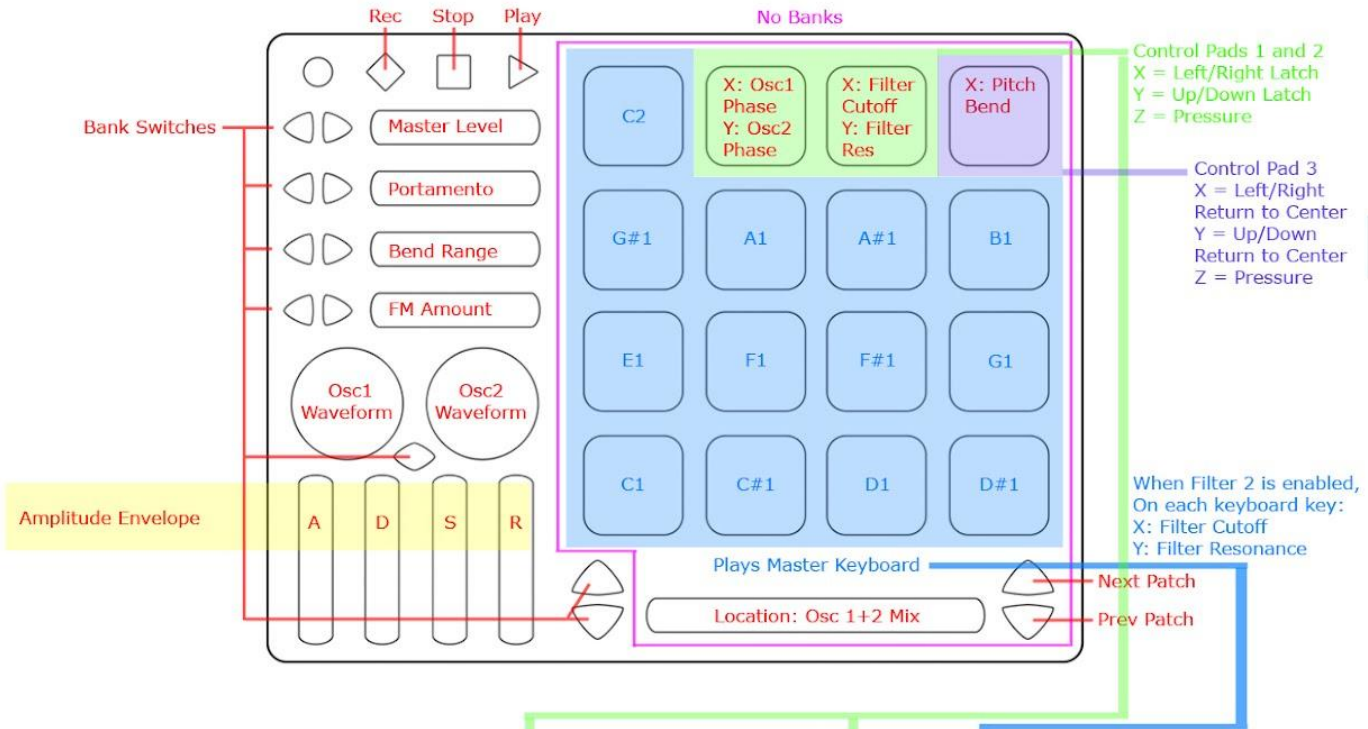 Rec Stop Play
No Banks
Control Pads 1 and 2
X = Left/Right Latch
Y = Up/Down Latch
Z = Pressure
Bank Switches
Master Level
Portamento
Bend Range
FM Amount
C2
X: Osc1
Phase
Y: Osc2
Phase
X: Filter
Cutoff
Y: Filter
Res
X: Pitch
Bend
Control Pad 3
X = Left/Right
Return to Center
Y = Up/Down
Return to Center
Z = Pressure
G#1 A1 A#1 B1
E1 F1 F#1 G1
Osc1
Waveform
Osc2
Waveform
C1 C#1 D1 D#1
When Filter 2 is enabled,
On each keyboard key:
X: Filter Cutoff
Y: Filter Resonance
Amplitude Envelope
A D S R
Plays Master Keyboard
Next Patch
Location: Osc 1+2 Mix
Prev Patch